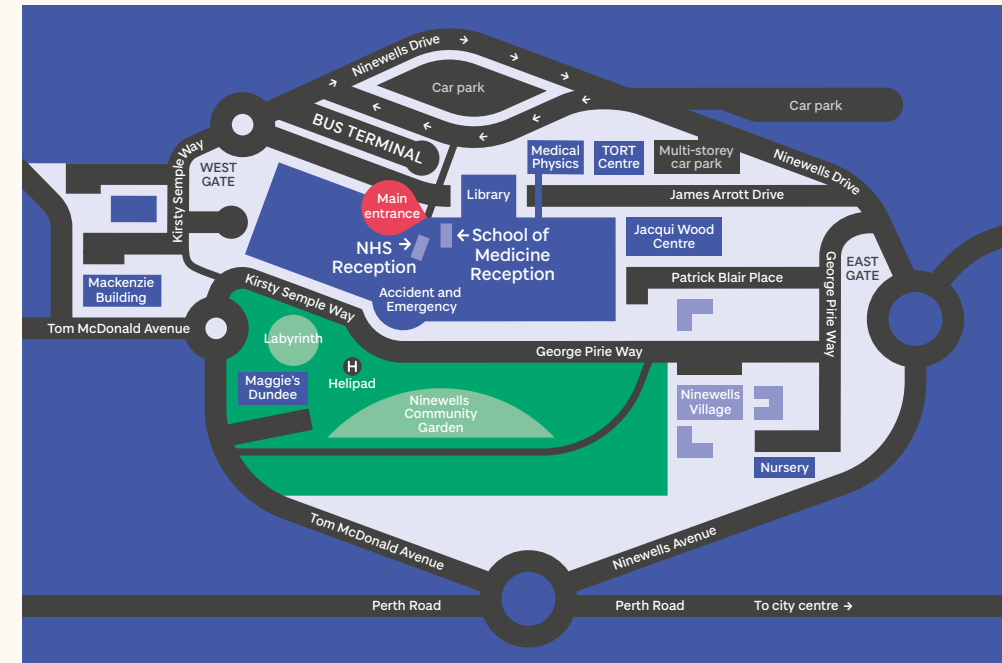 Ninewells Drive →
Car park
Car park
BUS TERMINAL
Kirsty Semple Way
WEST
GATE
Medical
Physics
TORT
Centre
Multi-storey
car park
Ninewells Drive
Main
entrance
Library
James Arrott Drive
NHS →
Reception
← School of
Medicine
Reception
Jacqui Wood
Centre
Mackenzie
Building
Kirsty Semple Way
Accident and
Emergency
Patrick Blair Place
George Pirie Way
EAST
GATE
Tom McDonald Avenue
Labyrinth
George Pirie Way
H
Helipad
Maggie's
Dundee
Ninewells
Community
Garden
Ninewells
Village
Nursery
Tom McDonald Avenue
Ninewells Avenue
Perth Road
Perth Road
To city centre →